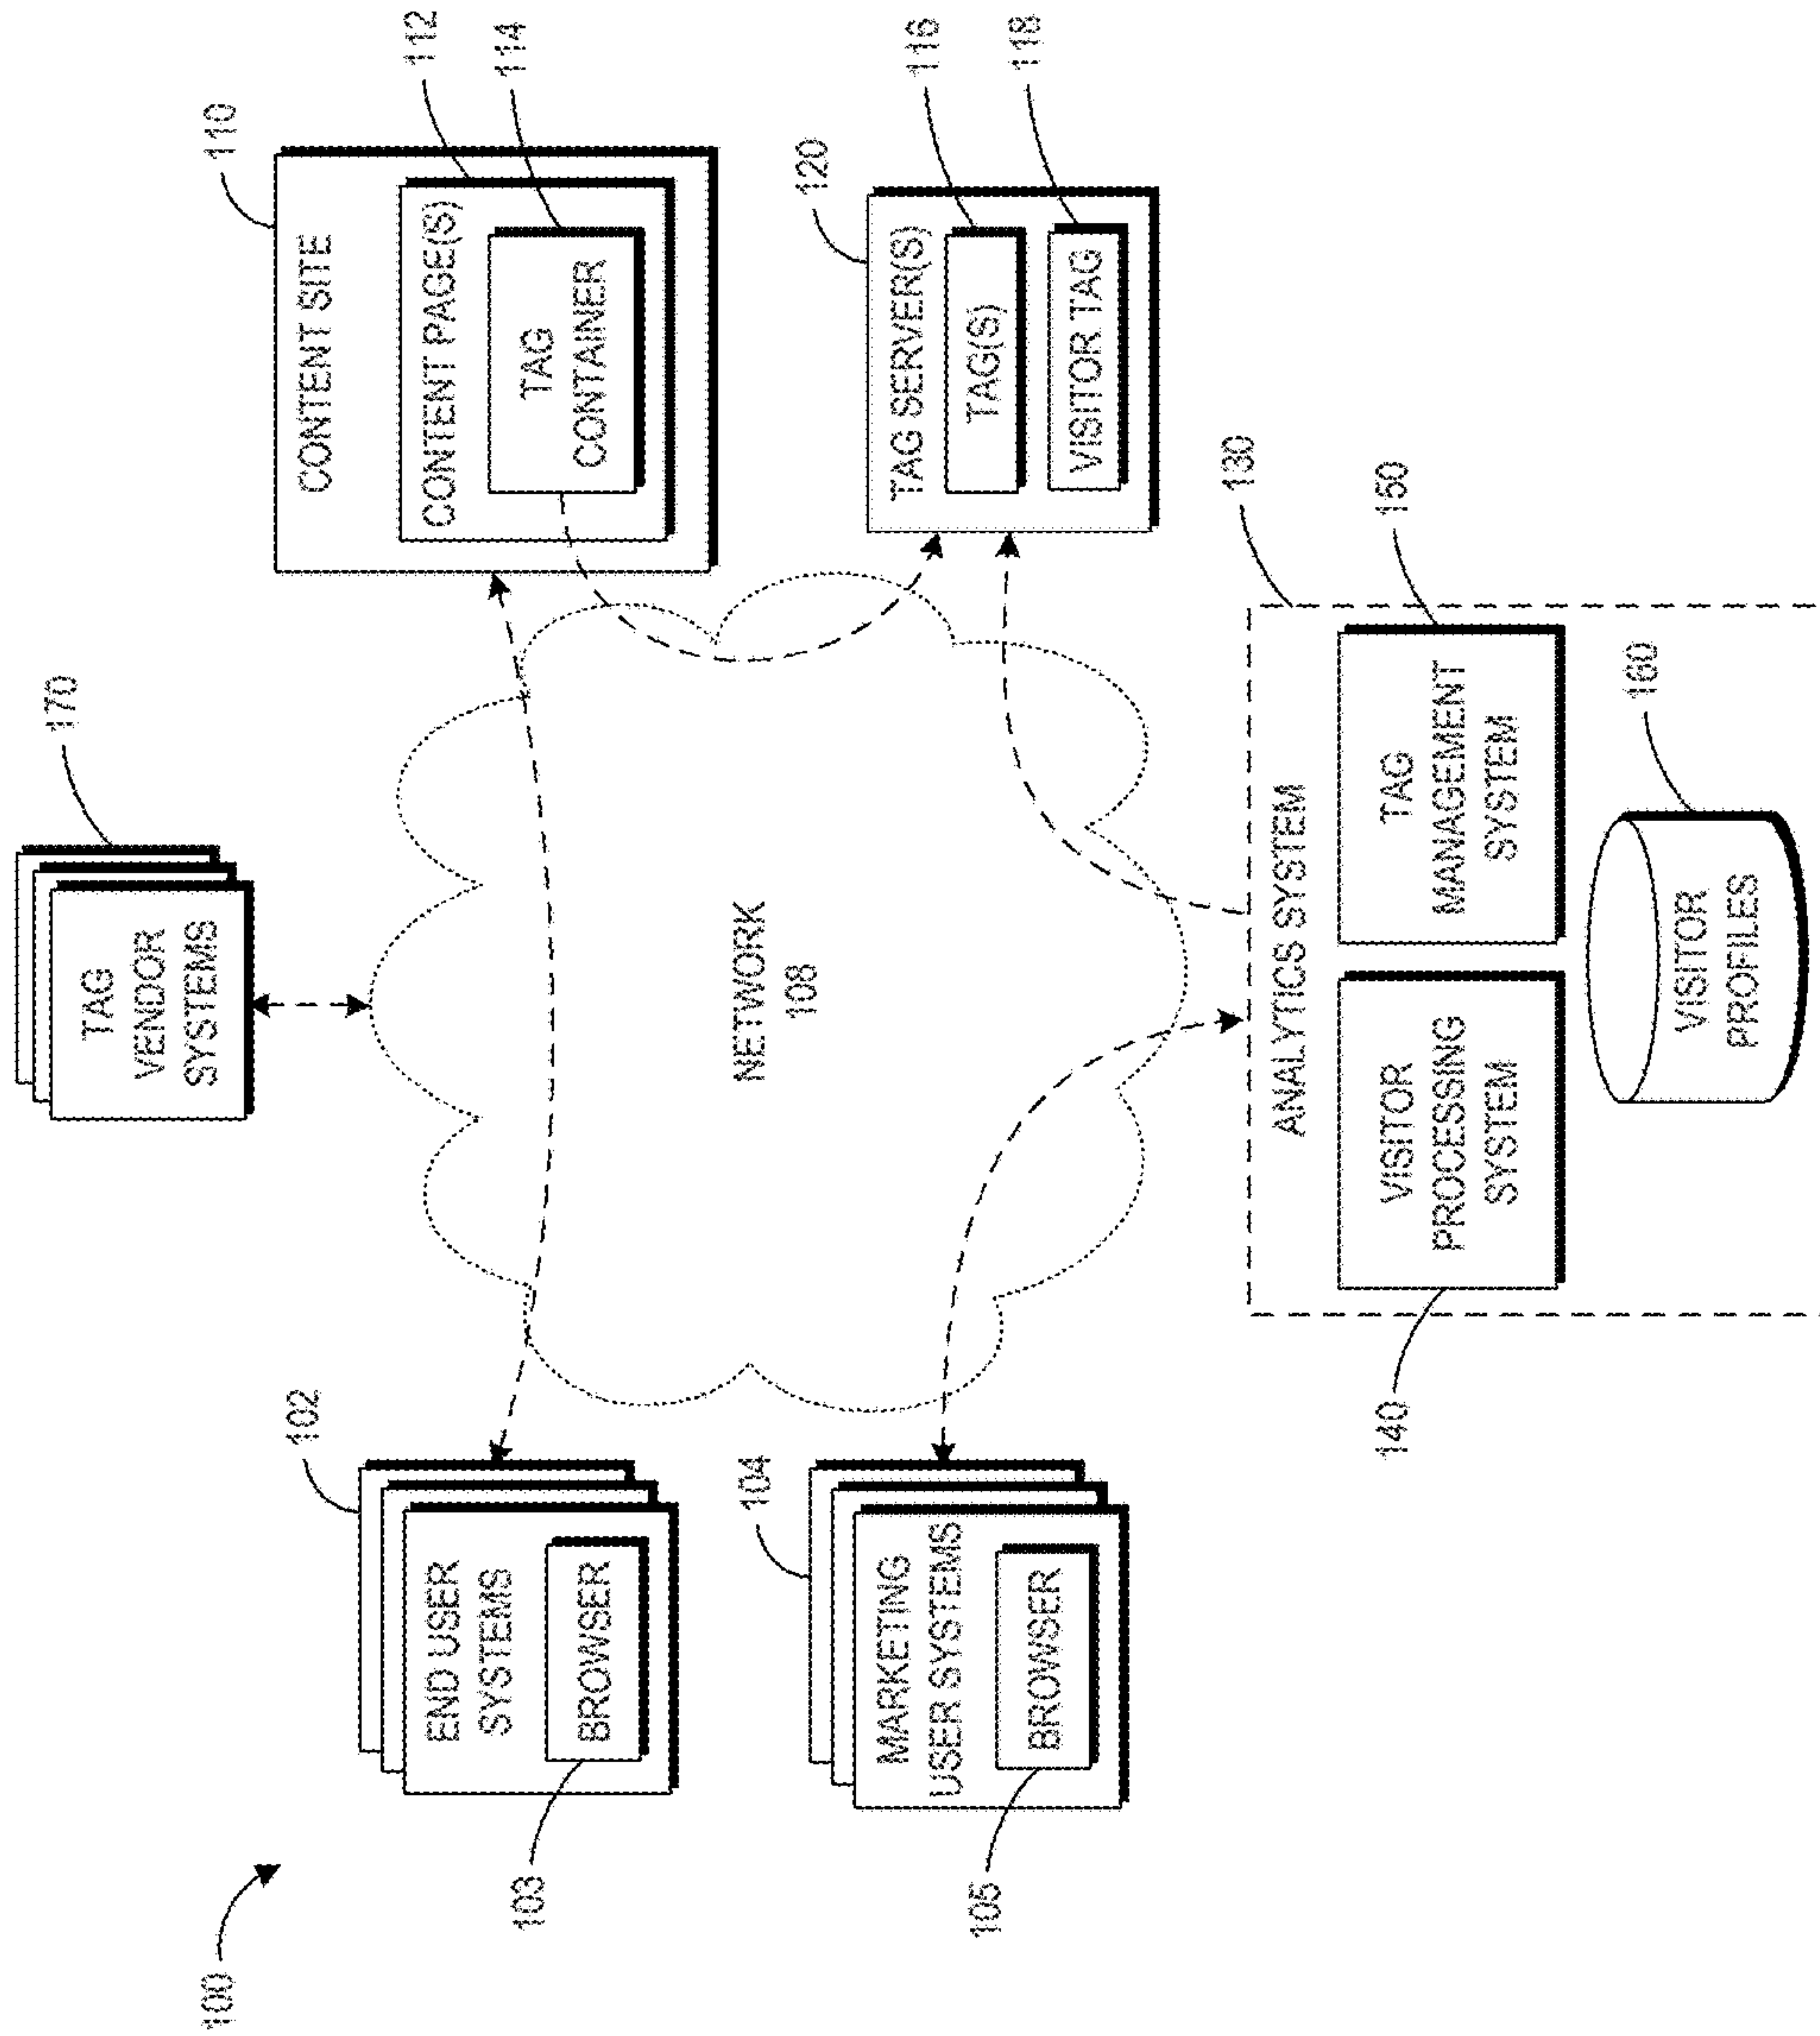 100
170
TAG
VENDOR
SYSTEMS
102
END USER
SYSTEMS
BROWSER
103
104
MARKETING
USER SYSTEMS
BROWSER
105
NETWORK
108
110
CONTENT SITE
112
CONTENT PAGE(S)
114
TAG
CONTAINER
120
TAG SERVER(S)
116
TAG(S)
118
VISITOR TAG
130
ANALYTICS SYSTEM
140
VISITOR
PROCESSING
SYSTEM
150
TAG
MANAGEMENT
SYSTEM
160
VISITOR
PROFILES